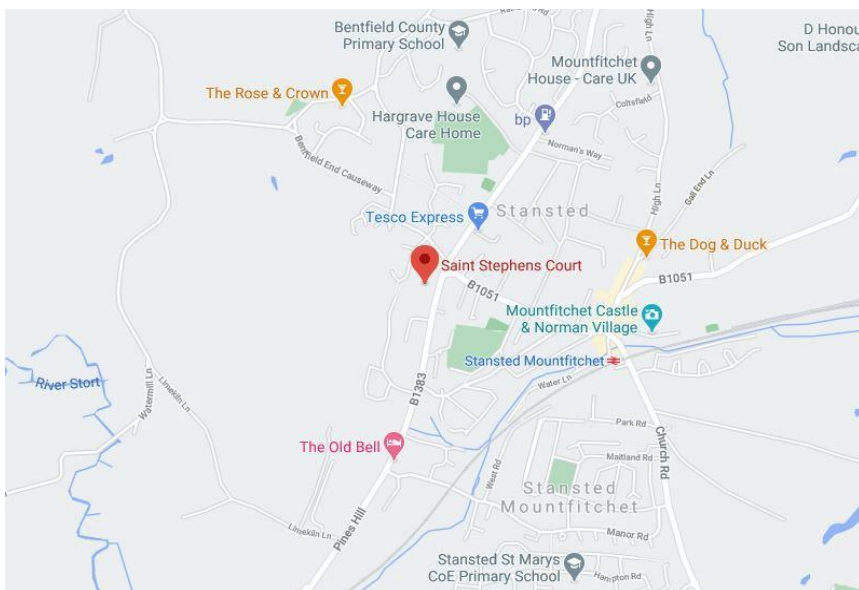 Bentfield County
Primary School
High Ln
D Honou
Son Landsca
Mountfitchet
House - Care UK
The Rose & Crown
Coltsfield
Hargrave House
Care Home
bp
Norman's Way
Bentfield End Causeway
Gall End Ln
High Ln
Tesco Express
Stansted
The Dog & Duck
Saint Stephens Court
B1051
B1051
Mountfitchet Castle
& Norman Village
Stansted Mountfitchet
River Stort
Watermill Ln
Limekiln Ln
B1383
Water Ln
Park Rd
Church Rd
The Old Bell
Maitland Rd
West Rd
Stansted
Mountfitchet
Pines Hill
Limekiln Ln
Manor Rd
Stansted St Marys
CoE Primary School
Hampton Rd